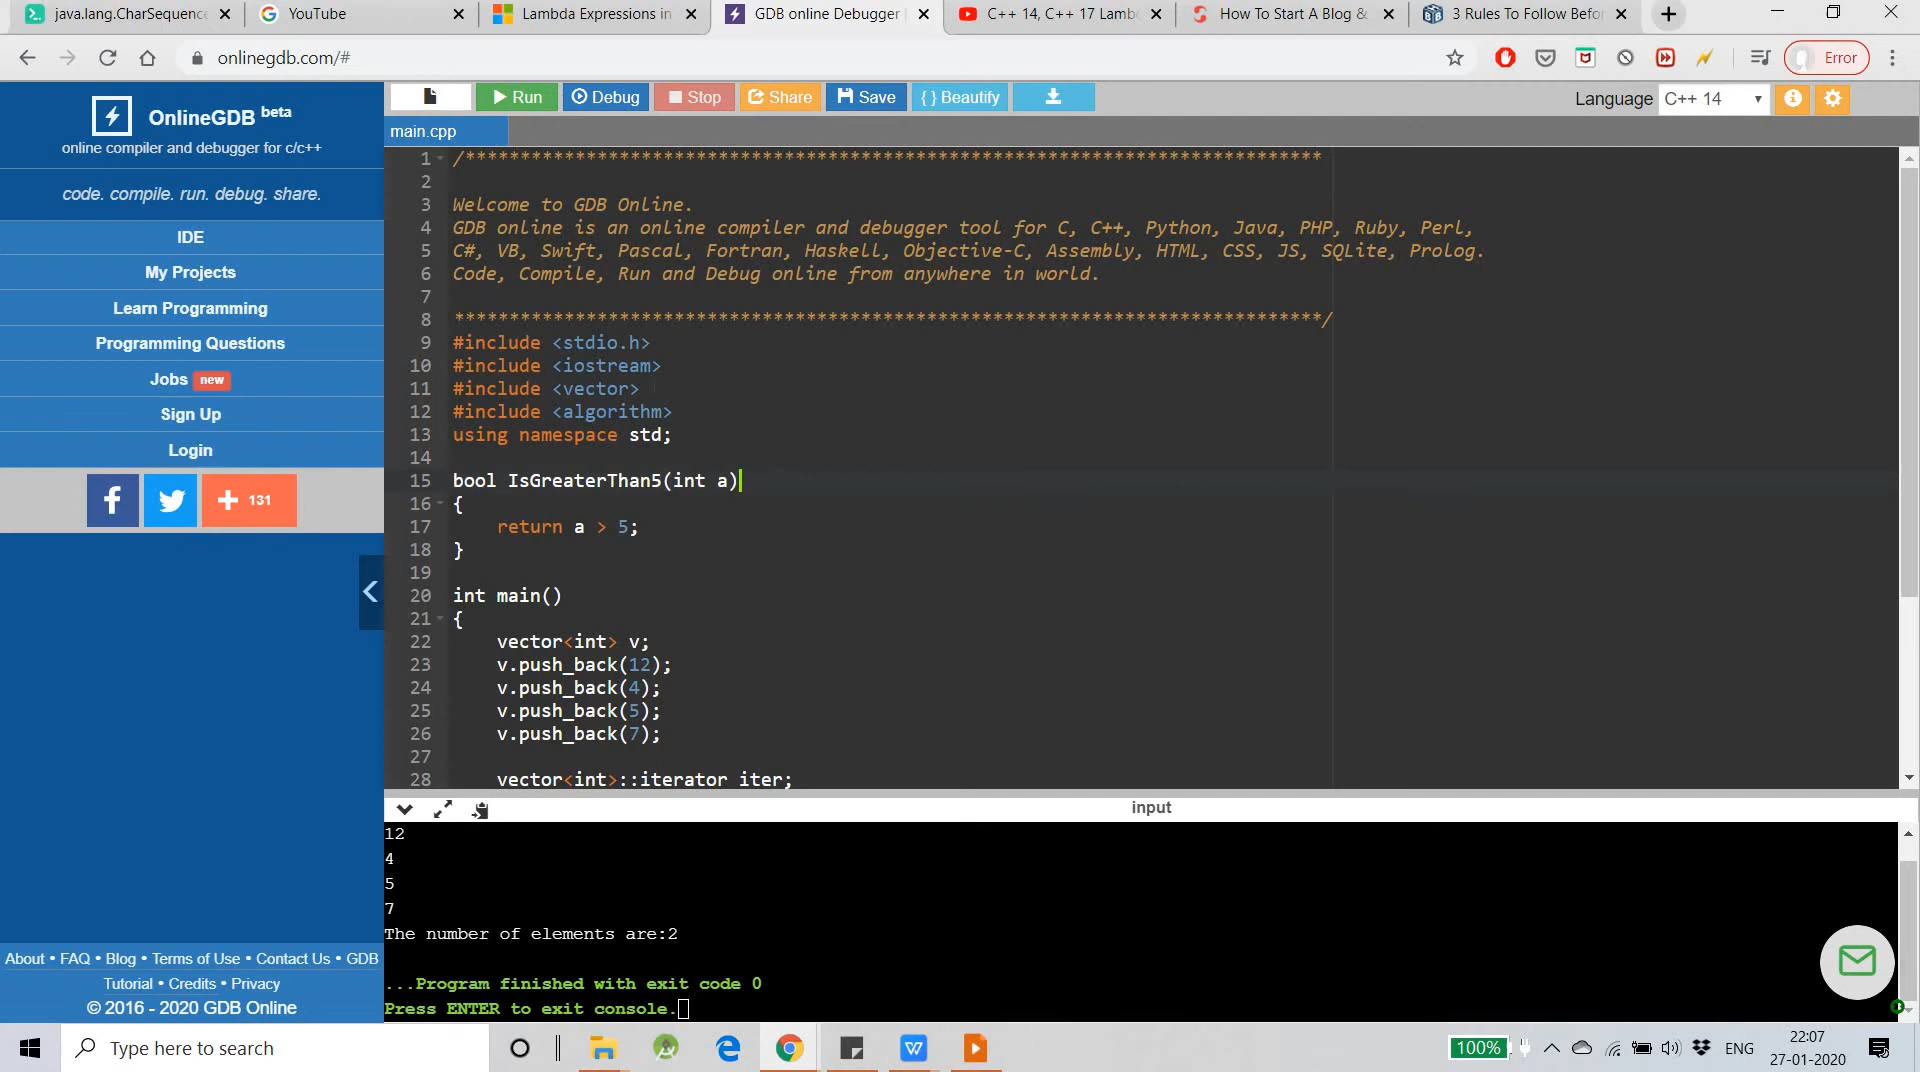 java.lang.CharSequence
YouTube
Lambda Expressions in
GDB online Debugger
C++ 14, C++ 17 Lamb
How To Start A Blog &
3 Rules To Follow Befor
onlinegdb.com/#
Error
OnlineGDB beta
online compiler and debugger for c/c++
code. compile. run. debug. share.
IDE
My Projects
Learn Programming
Programming Questions
Jobs new
Sign Up
Login
+ 131
Run Debug Stop Share Save { } Beautify
Language C++ 14
main.cpp
1 /******************************************************************************
2
3 Welcome to GDB Online.
4 GDB online is an online compiler and debugger tool for C, C++, Python, Java, PHP, Ruby, Perl,
5 C#, VB, Swift, Pascal, Fortran, Haskell, Objective-C, Assembly, HTML, CSS, JS, SQLite, Prolog.
6 Code, Compile, Run and Debug online from anywhere in world.
7
8 *******************************************************************************/
9 #include <stdio.h>
10 #include <iostream>
11 #include <vector>
12 #include <algorithm>
13 using namespace std;
14
15 bool IsGreaterThan5(int a)
16 {
17 return a > 5;
18 }
19
20 int main()
21 {
22 vector<int> v;
23 v.push_back(12);
24 v.push_back(4);
25 v.push_back(5);
26 v.push_back(7);
27
28 vector<int>::iterator iter;
input
12
4
5
7
The number of elements are:2
...Program finished with exit code 0
Press ENTER to exit console.
About • FAQ • Blog • Terms of Use • Contact Us • GDB
Tutorial • Credits • Privacy
© 2016 - 2020 GDB Online
Type here to search
100%
ENG
22:07
27-01-2020